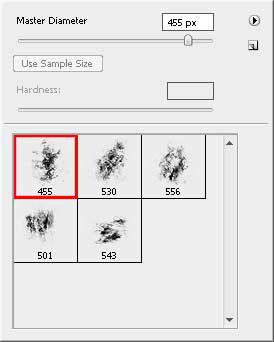 Master Diameter 455 px
Use Sample Size
Hardness:
455 530 556
501 543